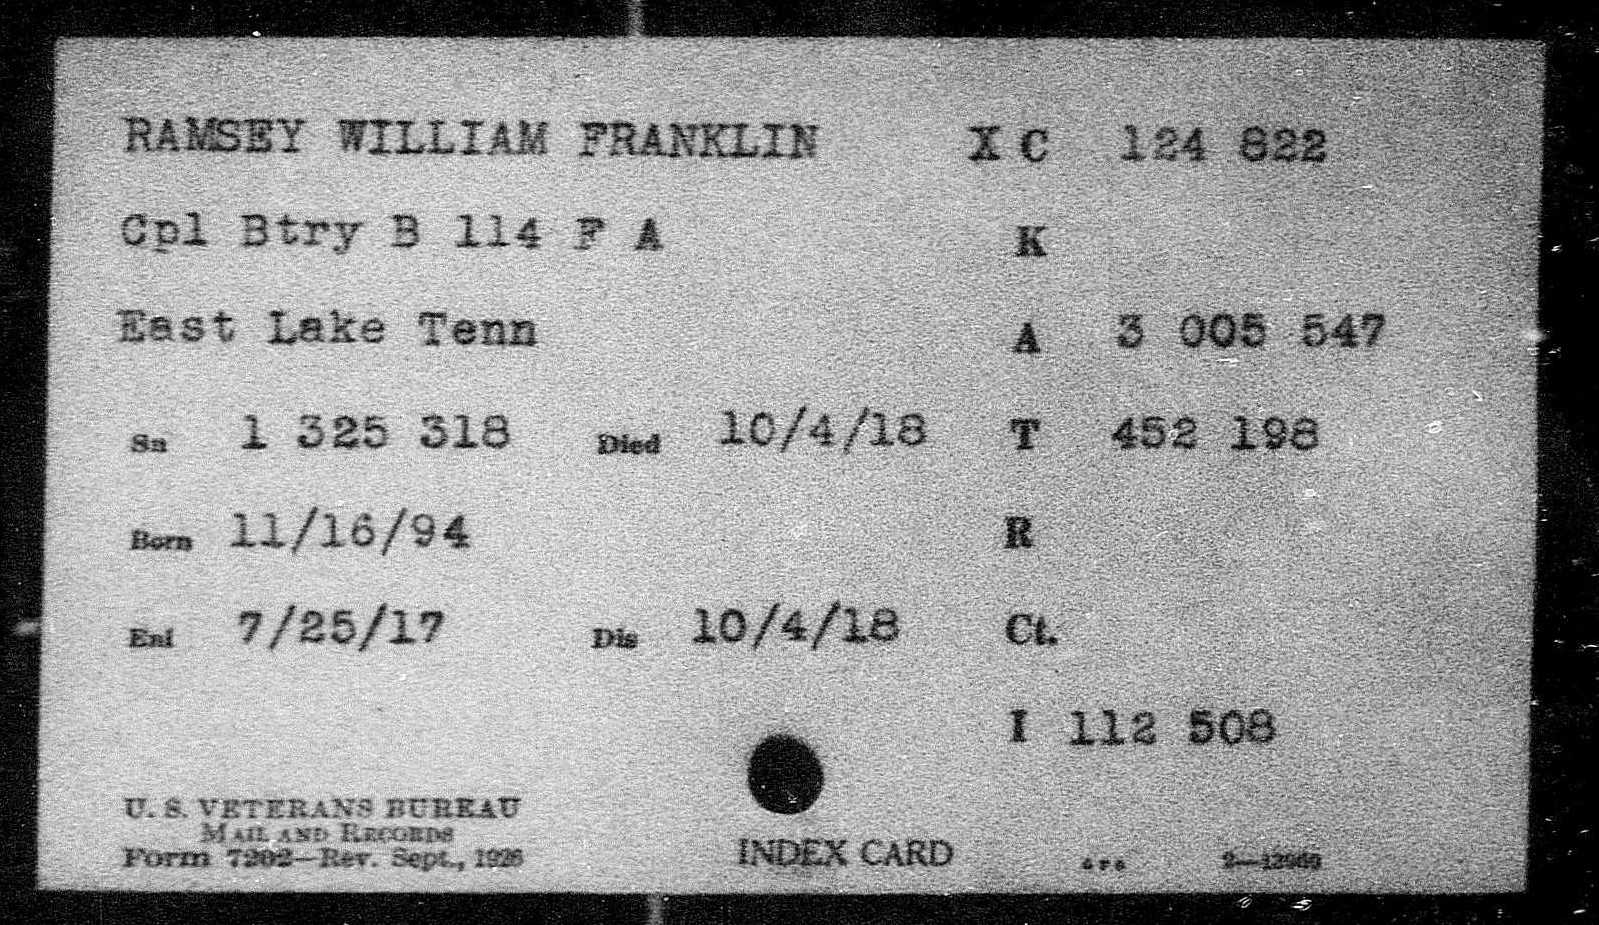 RAMSEY WILLIAM FRANKLIN X C 124 822
Cpl Btry B 114 F A K
East Lake Tenn A 3 005 547
Sn 1 325 318 Died 10/4/18 T 452 198
Born 11/16/94 R
Enl 7/25/17 Dis 10/4/18 Ct.
I 112 508
U. S. VETERANS BUREAU
MAIL AND RECORDS
Form 7202—Rev. Sept., 1926
INDEX CARD GPO